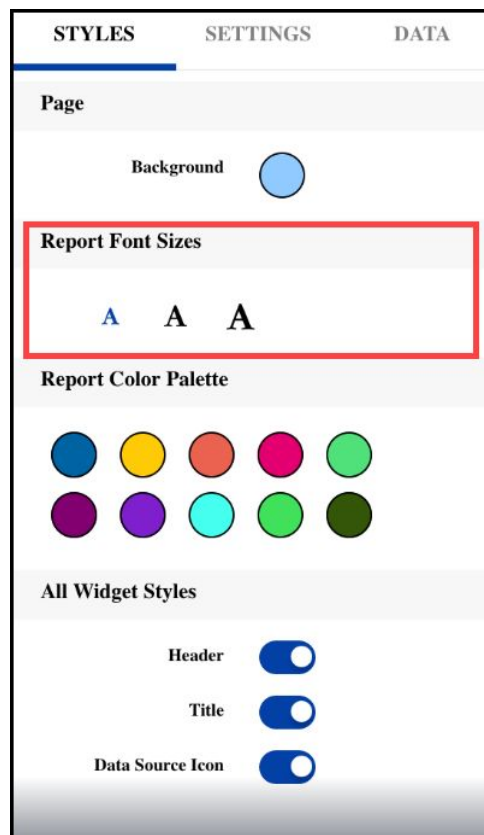 STYLES SETTINGS DATA
Page
Background
Report Font Sizes
A A A
Report Color Palette
All Widget Styles
Header
Title
Data Source Icon